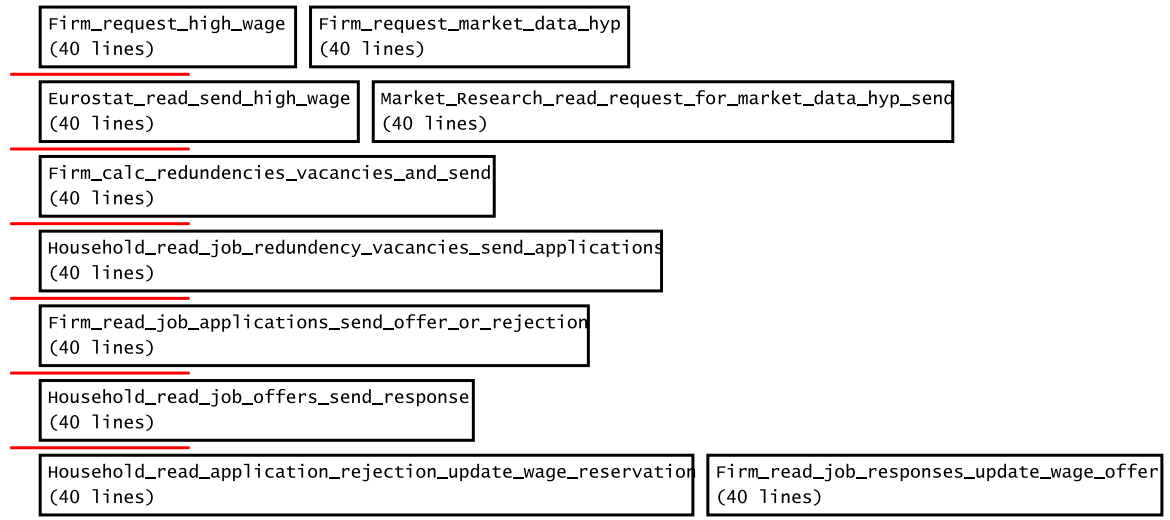 Firm_request_high_wage
(40 lines)
Firm_request_market_data_hyp
(40 lines)
Eurostat_read_send_high_wage
(40 lines)
Market_Research_read_request_for_market_data_hyp_send
(40 lines)
Firm_calc_redundencies_vacancies_and_send
(40 lines)
Household_read_job_redundency_vacancies_send_applications
(40 lines)
Firm_read_job_applications_send_offer_or_rejection
(40 lines)
Household_read_job_offers_send_response
(40 lines)
Household_read_application_rejection_update_wage_reservation
(40 lines)
Firm_read_job_responses_update_wage_offer
(40 lines)